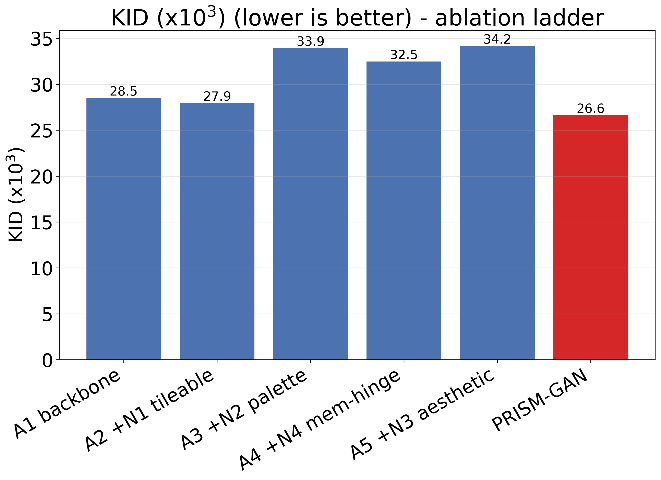 KID (x10³) (lower is better) - ablation ladder
KID (x10³)
35
30
25
20
15
10
5
0
28.5
27.9
33.9
32.5
34.2
26.6
A1 backbone
A2 +N1 tileable
A3 +N2 palette
A4 +N4 mem-hinge
A5 +N3 aesthetic
PRISM-GAN